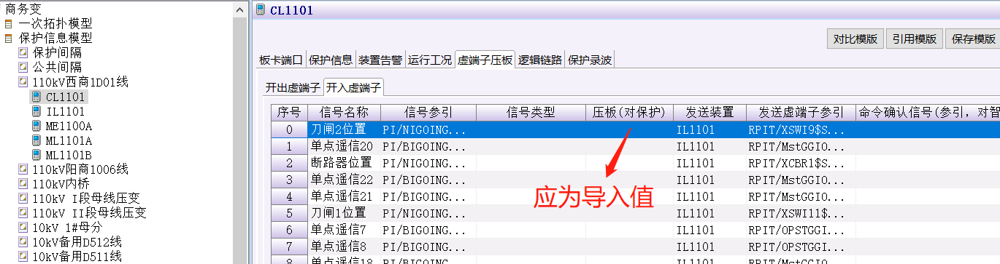 商务变
一次拓扑模型
保护信息模型
保护间隔
公共间隔
110kV西商1D01线
CL1101
IL1101
ME1100A
ML1101A
ML1101B
110kV阳商1006线
110kV内桥
110kV I段母线压变
110kV II段母线压变
10kV 1#母分
10kV备用D512线
10kV备用D511线
CL1101
对比模版 引用模版 保存模版
板卡端口 保护信息 装置告警 运行工况 虚端子压板 逻辑链路 保护录波
开出虚端子 开入虚端子
序号 信号名称 信号参引 信号类型 压板(对保护) 发送装置 发送虚端子参引 命令确认信号(参引，对智
0 刀闸2位置 PI/NIGOING... IL1101 RPIT/XSWI9$S...
1 单点遥信20 PI/BIGOING... IL1101 RPIT/MstGGIO...
2 断路器位置 PI/NIGOING... IL1101 RPIT/XCBR1$S...
3 单点遥信22 PI/BIGOING... IL1101 RPIT/MstGGIO...
4 单点遥信21 PI/BIGOING... IL1101 RPIT/MstGGIO...
5 刀闸1位置 PI/NIGOING... IL1101 RPIT/XSWI11$...
6 单点遥信7 PI/BIGOING... IL1101 RPIT/OPSTGGI...
7 单点遥信8 PI/BIGOING... IL1101 RPIT/OPSTGGI...
8 单点遥信18 PI/BIGOING... IL1101 RPIT/MstGGIO...
应为导入值